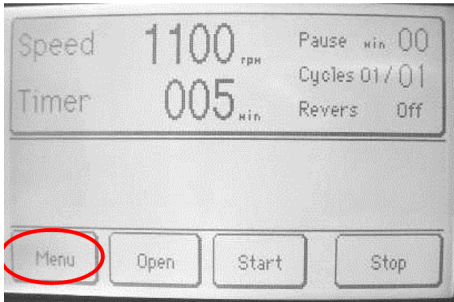 Speed 1100 rpm Pause min 00
Cycles 01/01
Timer 005 min Revers Off
Menu Open Start Stop